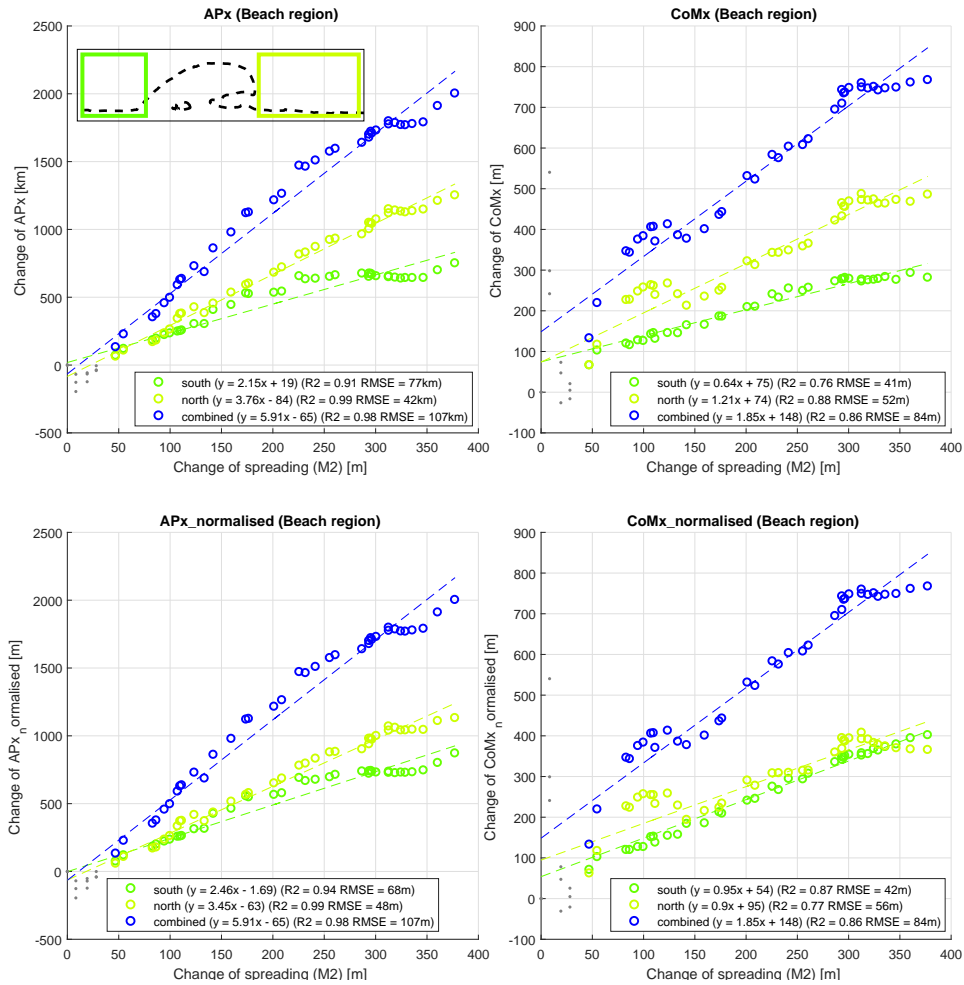 APx (Beach region)
2500
2000
1500
1000
500
0
-500
0 50 100 150 200 250 300 350 400
Change of APx [km]
Change of spreading (M2) [m]
south (y = 2.15x + 19) (R2 = 0.91 RMSE = 77km)
north (y = 3.76x - 84) (R2 = 0.99 RMSE = 42km)
combined (y = 5.91x - 65) (R2 = 0.98 RMSE = 107km)
CoMx (Beach region)
900
800
700
600
500
400
300
200
100
0
-100
0 50 100 150 200 250 300 350 400
Change of CoMx [m]
Change of spreading (M2) [m]
south (y = 0.64x + 75) (R2 = 0.76 RMSE = 41m)
north (y = 1.21x + 74) (R2 = 0.88 RMSE = 52m)
combined (y = 1.85x + 148) (R2 = 0.86 RMSE = 84m)
APx_normalised (Beach region)
2500
2000
1500
1000
500
0
-500
0 50 100 150 200 250 300 350 400
Change of APx_normalised [m]
Change of spreading (M2) [m]
south (y = 2.46x - 1.69) (R2 = 0.94 RMSE = 68m)
north (y = 3.45x - 63) (R2 = 0.99 RMSE = 48m)
combined (y = 5.91x - 65) (R2 = 0.98 RMSE = 107m)
CoMx_normalised (Beach region)
900
800
700
600
500
400
300
200
100
0
-100
0 50 100 150 200 250 300 350 400
Change of CoMx_normalised [m]
Change of spreading (M2) [m]
south (y = 0.95x + 54) (R2 = 0.87 RMSE = 42m)
north (y = 0.9x + 95) (R2 = 0.77 RMSE = 56m)
combined (y = 1.85x + 148) (R2 = 0.86 RMSE = 84m)